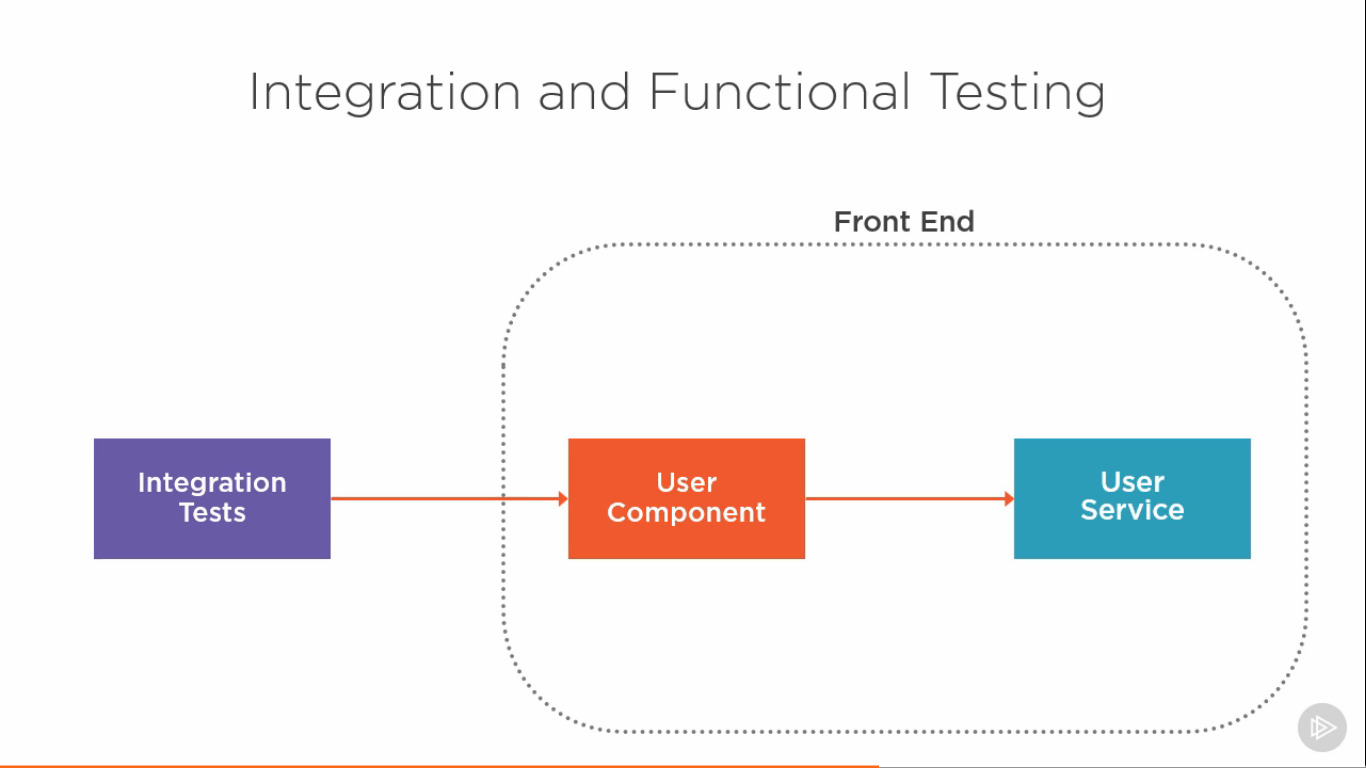 Integration and Functional Testing
Front End
Integration
Tests
User
Component
User
Service